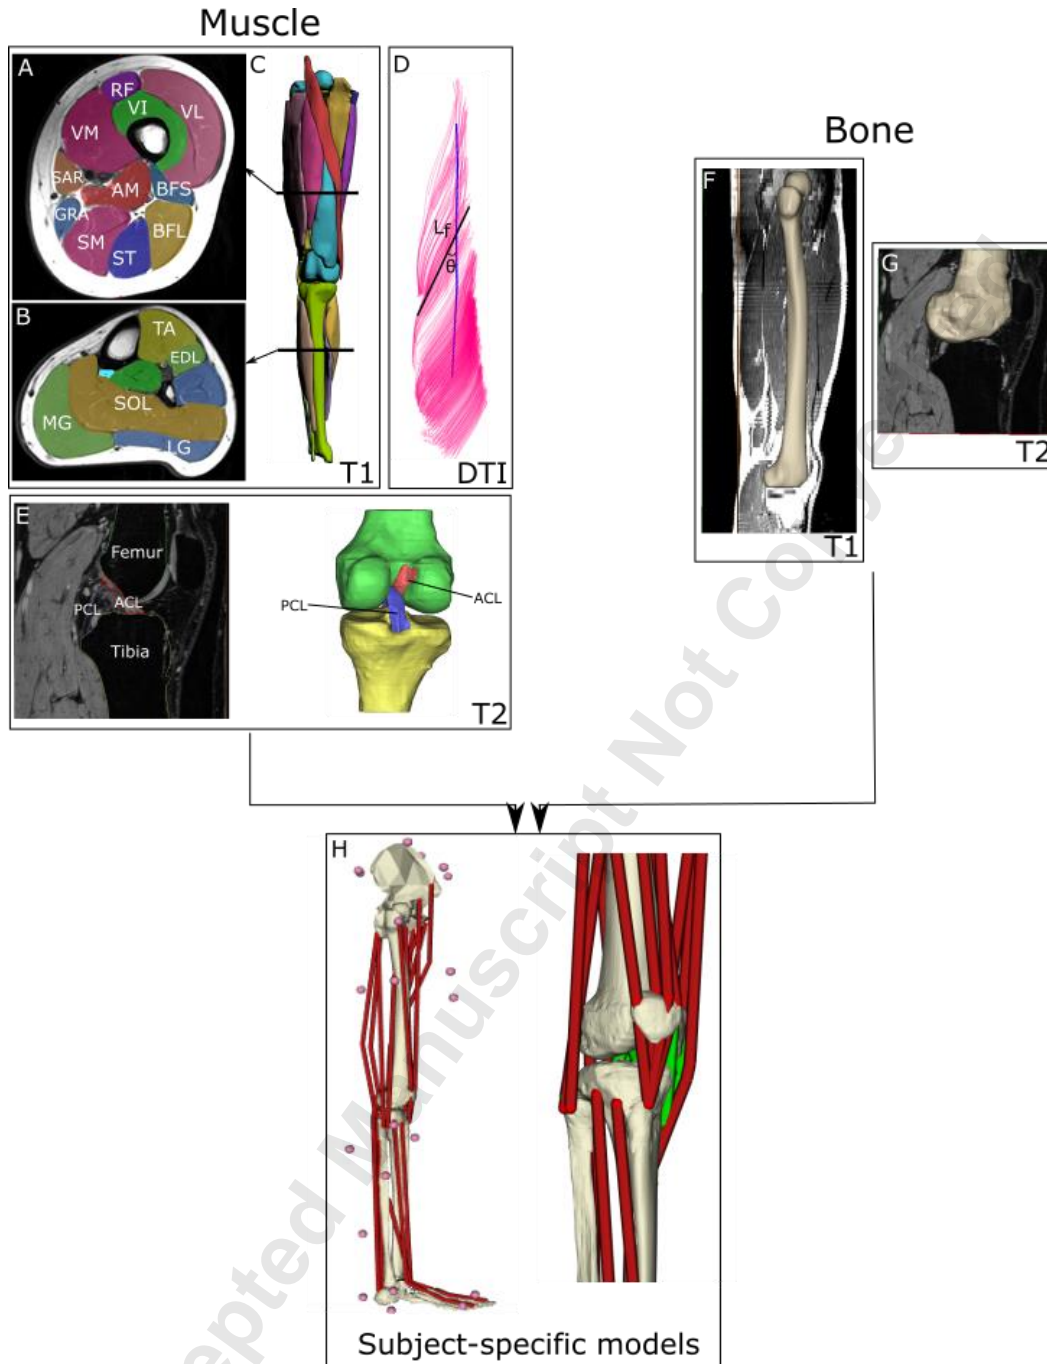 Muscle
A
RF
VI
VL
VM
SAR
AM
BFS
GRA
BFL
SM
ST
B
TA
EDL
SOL
MG
LG
C
T1
D
Lf
θ
DTI
E
Femur
PCL
ACL
Tibia
PCL
ACL
T2
Bone
F
T1
G
T2
H
Subject-specific models
Accepted Manuscript Not Copye